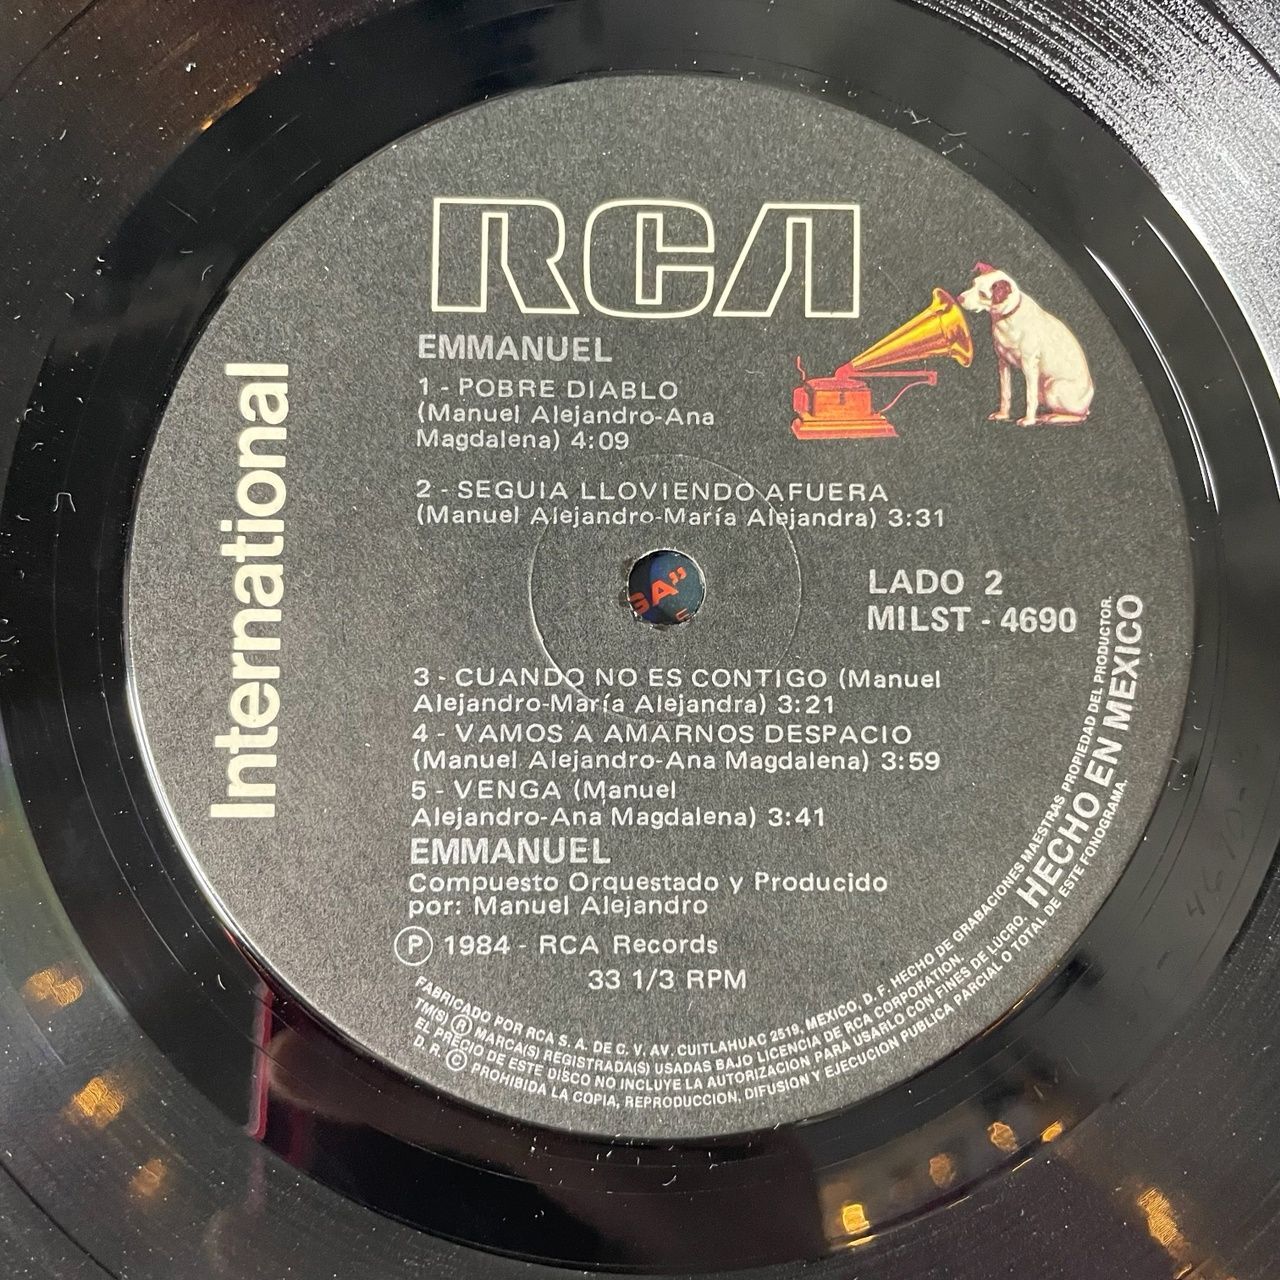 RCA
International
EMMANUEL
1 - POBRE DIABLO
(Manuel Alejandro-Ana
Magdalena) 4:09
2 - SEGUIA LLOVIENDO AFUERA
(Manuel Alejandro-María Alejandra) 3:31
GA”
LADO 2
MILST - 4690
3 - CUANDO NO ES CONTIGO (Manuel
Alejandro-María Alejandra) 3:21
4 - VAMOS A AMARNOS DESPACIO
(Manuel Alejandro-Ana Magdalena) 3:59
5 - VENGA (Manuel
Alejandro-Ana Magdalena) 3:41
EMMANUEL
Compuesto Orquestado y Producido
por: Manuel Alejandro
Ⓟ 1984 - RCA Records
33 1/3 RPM
FABRICADO POR RCA S. A. DE C. V. AV. CUITLAHUAC 2519, MEXICO, D. F. HECHO DE GRABACIONES MAESTRAS PROPIEDAD DEL PRODUCTOR.
TM(S) ® MARCA(S) REGISTRADA(S) USADAS BAJO LICENCIA DE RCA CORPORATION.
HECHO EN MEXICO
EL PRECIO DE ESTE DISCO NO INCLUYE LA AUTORIZACION PARA USARLO CON FINES DE LUCRO.
D. R. © PROHIBIDA LA COPIA, REPRODUCCION, DIFUSION Y EJECUCION PUBLICA PARCIAL O TOTAL DE ESTE FONOGRAMA.